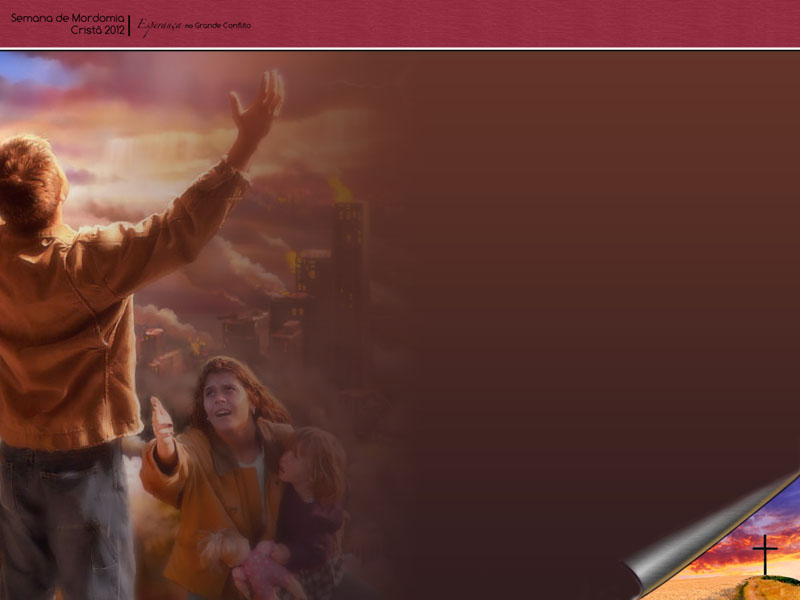 Semana de Mordomia
Cristã 2012
Esperança no Grande Conflito